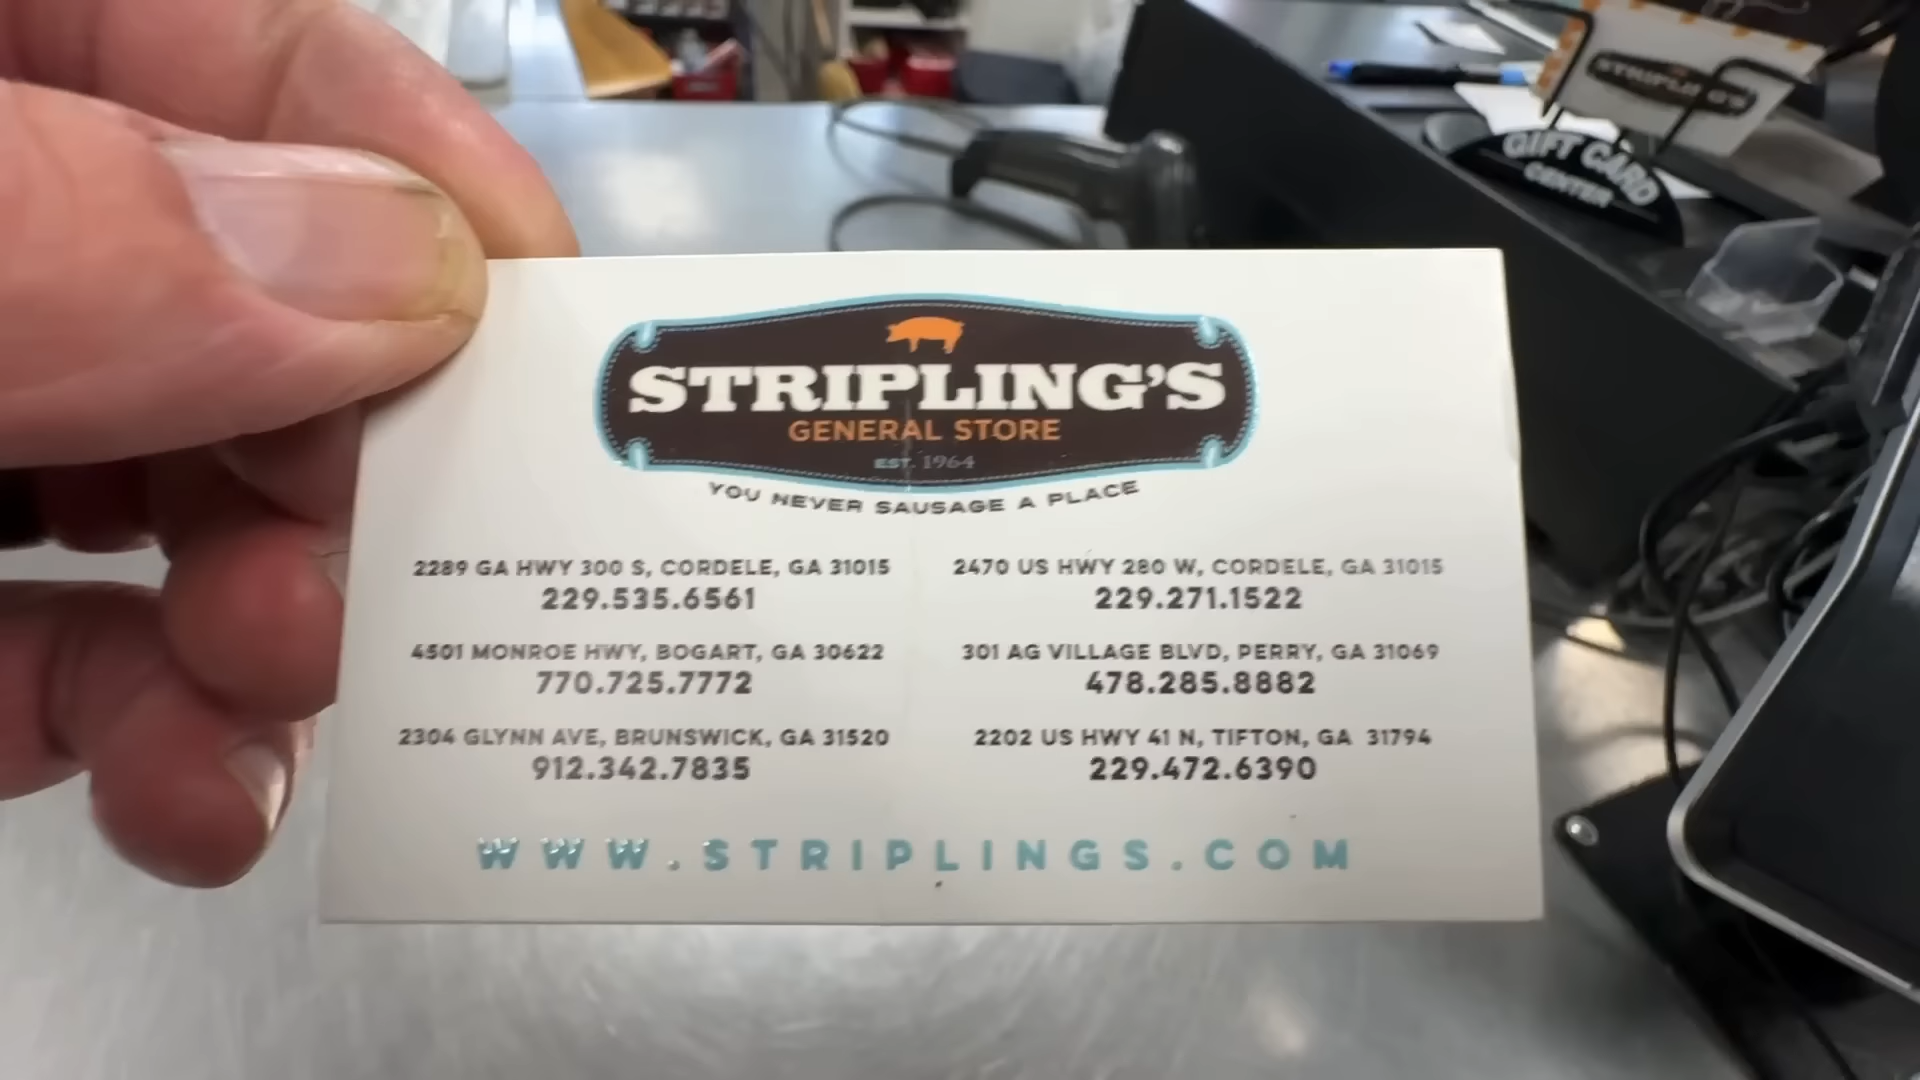 STRIPLING'S
GIFT CARD
CENTER
STRIPLING'S
GENERAL STORE
EST. 1964
YOU NEVER SAUSAGE A PLACE
2289 GA HWY 300 S, CORDELE, GA 31015
229.535.6561
2470 US HWY 280 W, CORDELE, GA 31015
229.271.1522
4501 MONROE HWY, BOGART, GA 30622
770.725.7772
301 AG VILLAGE BLVD, PERRY, GA 31069
478.285.8882
2304 GLYNN AVE, BRUNSWICK, GA 31520
912.342.7835
2202 US HWY 41 N, TIFTON, GA 31794
229.472.6390
WWW.STRIPLINGS.COM